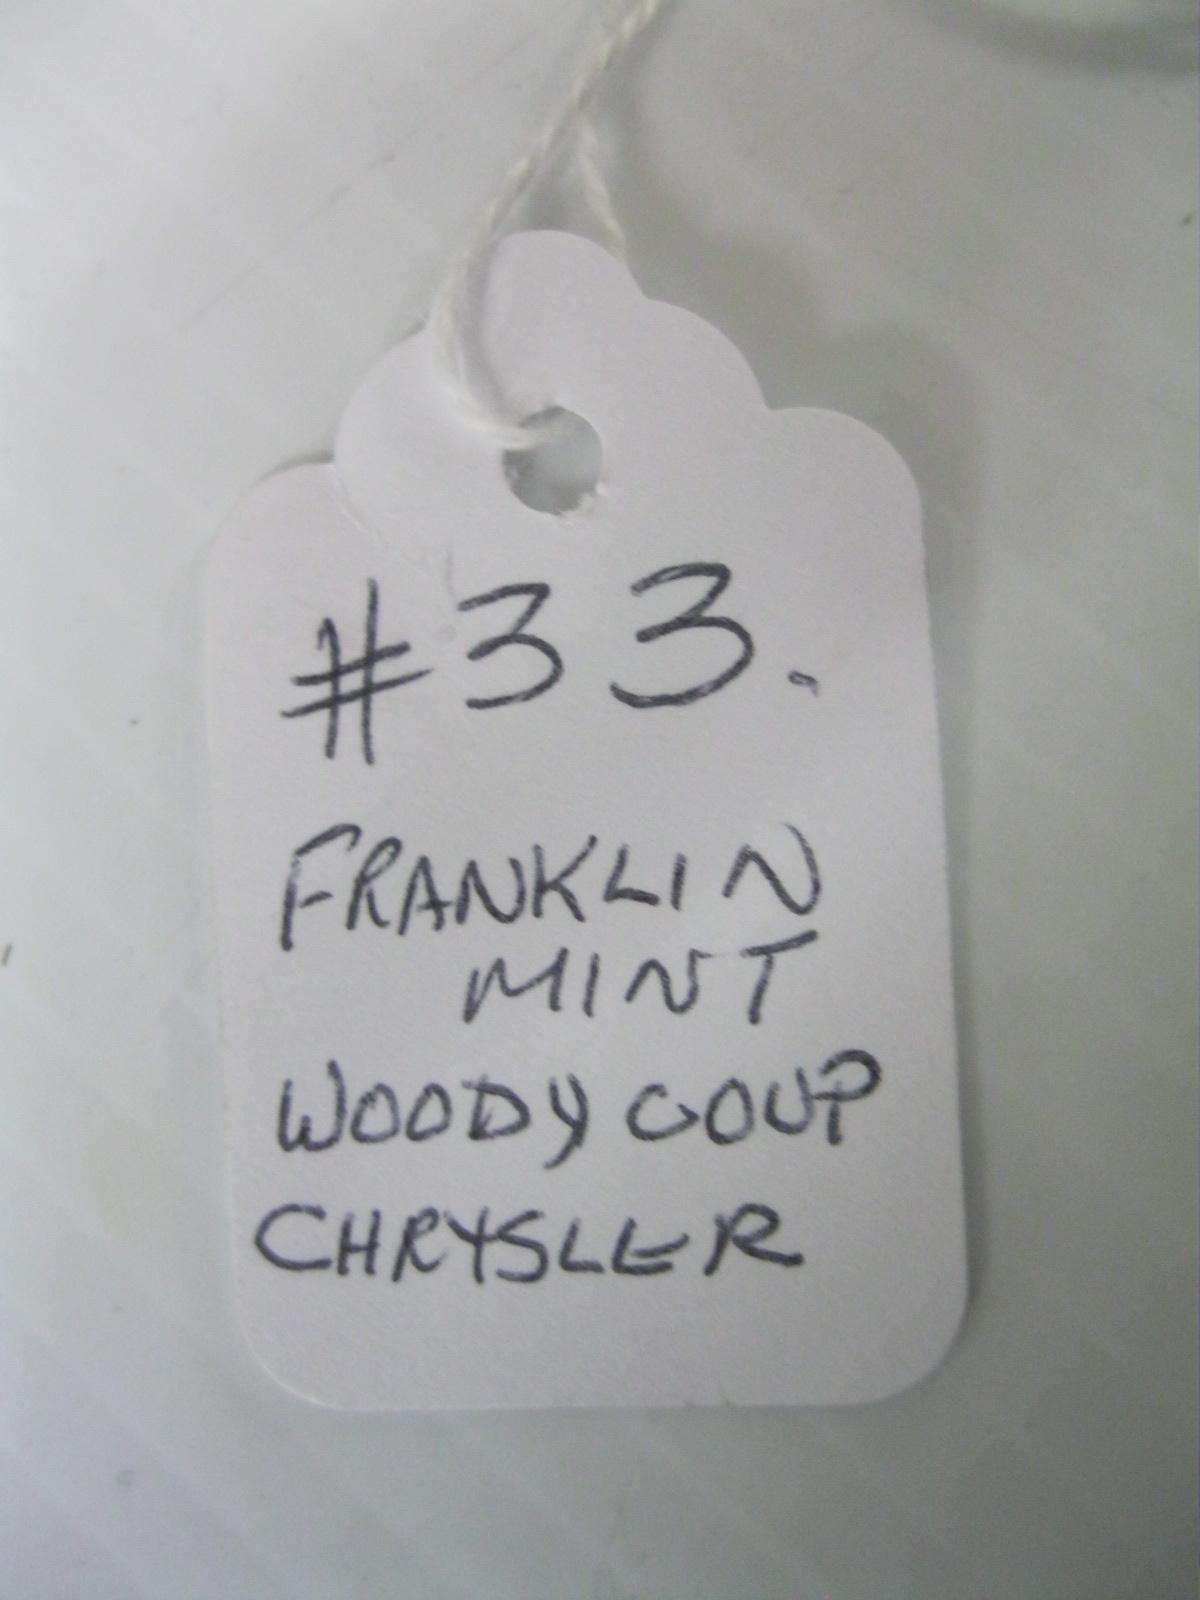 #33.
FRANKLIN
MINT
WOODY COUP
CHRYSLER